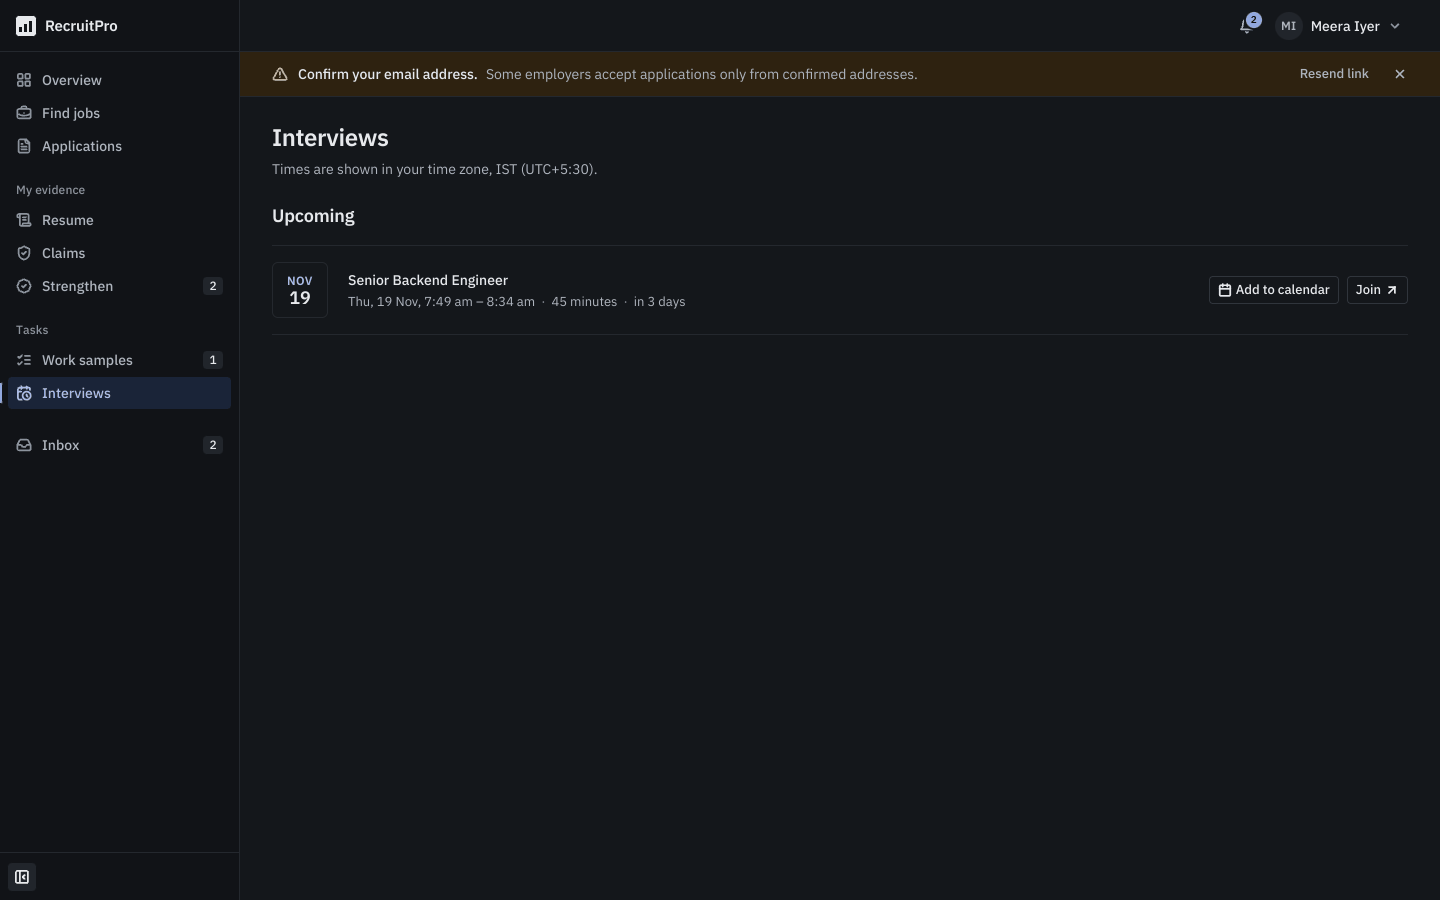 RecruitPro
2
MI
Meera Iyer
Overview
Find jobs
Applications
My evidence
Resume
Claims
Strengthen 2
Tasks
Work samples 1
Interviews
Inbox 2
Confirm your email address. Some employers accept applications only from confirmed addresses.
Resend link
Interviews
Times are shown in your time zone, IST (UTC+5:30).
Upcoming
NOV
19
Senior Backend Engineer
Thu, 19 Nov, 7:49 am – 8:34 am · 45 minutes · in 3 days
Add to calendar
Join